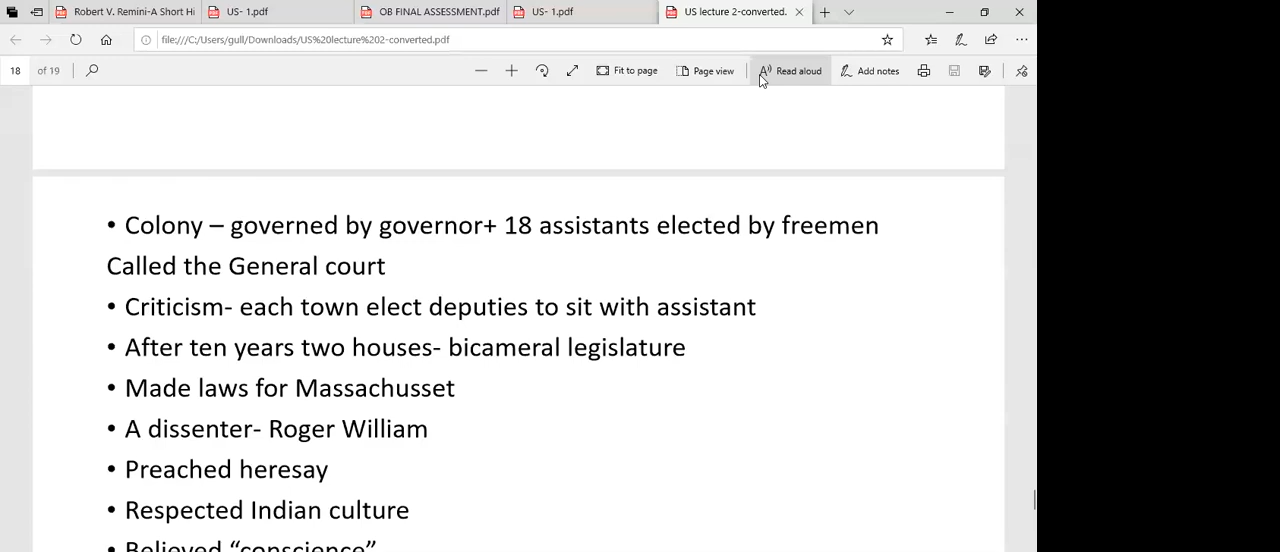 Robert V. Remini-A Short Hi
US- 1.pdf
OB FINAL ASSESSMENT.pdf
US- 1.pdf
US lecture 2-converted.
file:///C:/Users/gull/Downloads/US%20lecture%202-converted.pdf
18 of 19
Fit to page
Page view
Read aloud
Add notes
• Colony – governed by governor+ 18 assistants elected by freemen
Called the General court
• Criticism- each town elect deputies to sit with assistant
• After ten years two houses- bicameral legislature
• Made laws for Massachusset
• A dissenter- Roger William
• Preached heresay
• Respected Indian culture
• Believed “conscience”